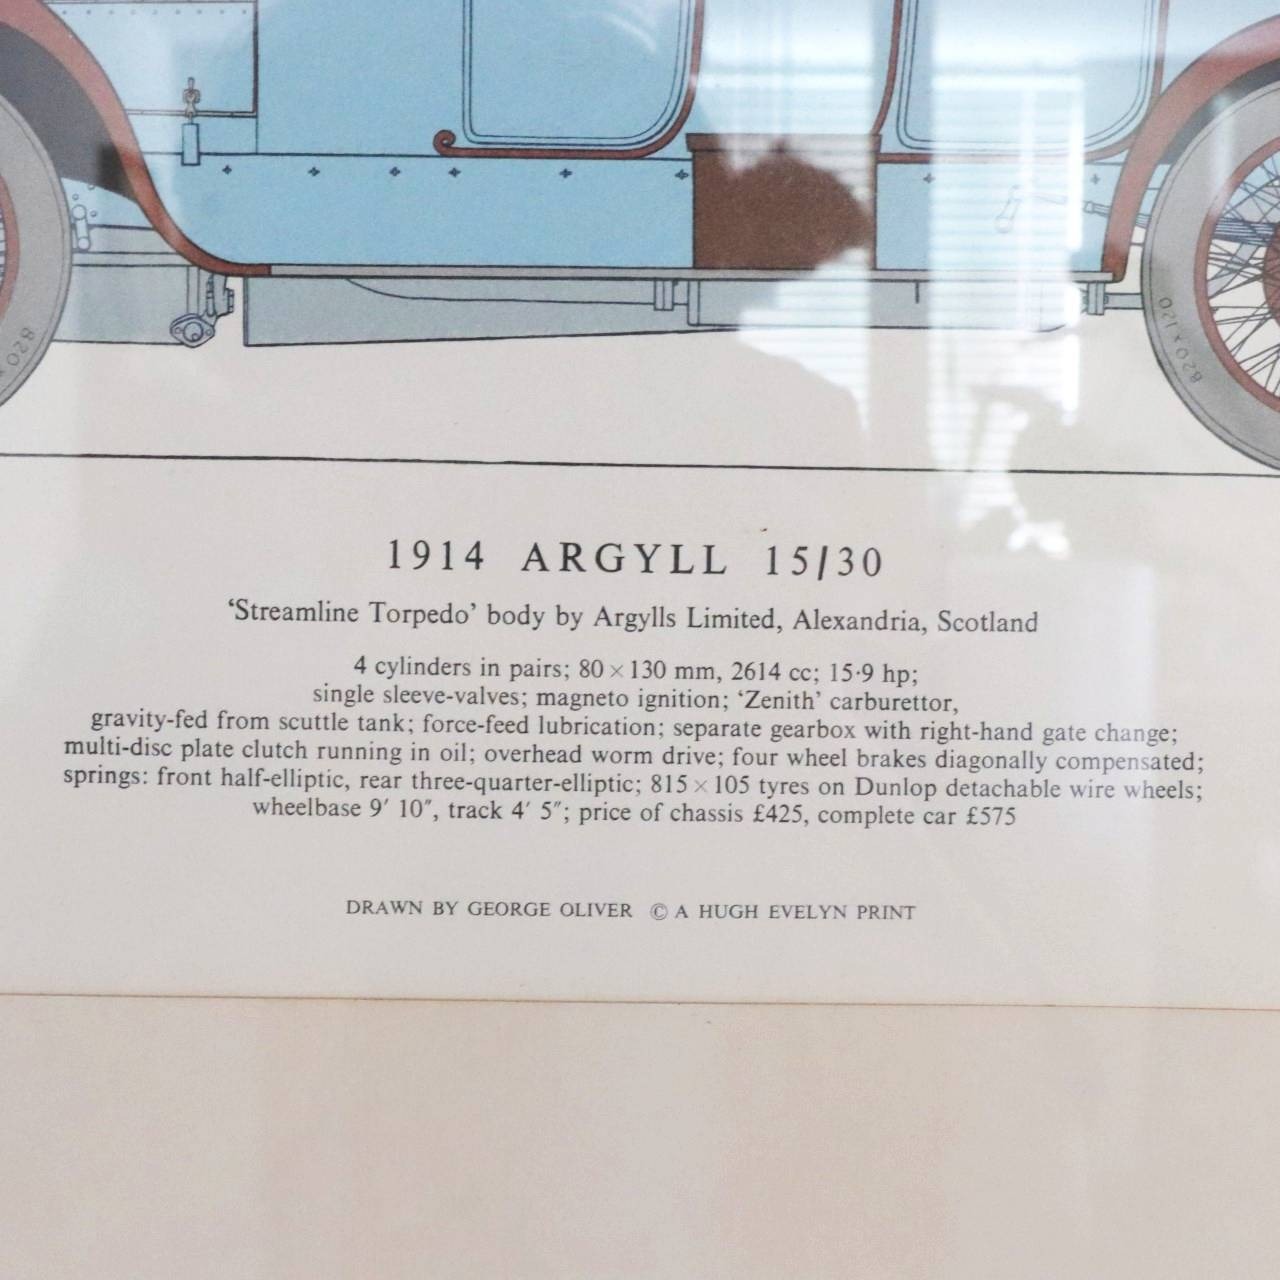 820x
820x120
1914 ARGYLL 15/30
‘Streamline Torpedo’ body by Argylls Limited, Alexandria, Scotland
4 cylinders in pairs; 80 × 130 mm, 2614 cc; 15·9 hp;
single sleeve-valves; magneto ignition; ‘Zenith’ carburettor,
gravity-fed from scuttle tank; force-feed lubrication; separate gearbox with right-hand gate change;
multi-disc plate clutch running in oil; overhead worm drive; four wheel brakes diagonally compensated;
springs: front half-elliptic, rear three-quarter-elliptic; 815 × 105 tyres on Dunlop detachable wire wheels;
wheelbase 9′ 10″, track 4′ 5″; price of chassis £425, complete car £575
DRAWN BY GEORGE OLIVER © A HUGH EVELYN PRINT